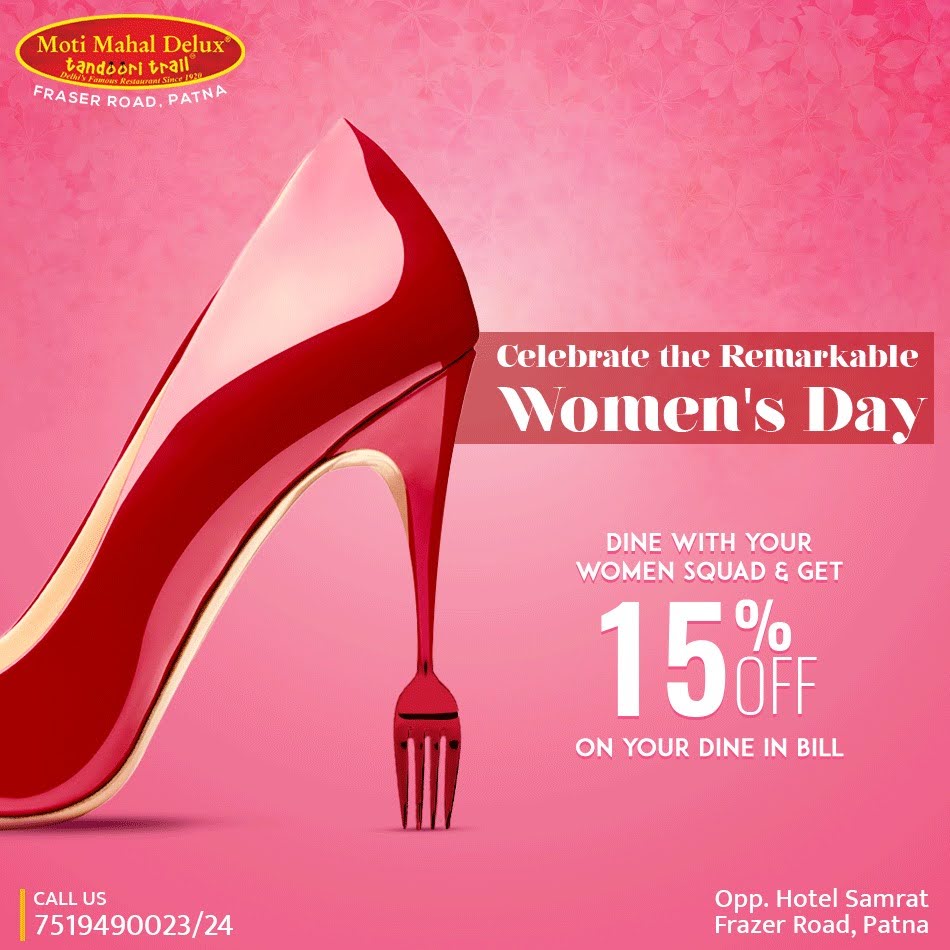 Moti Mahal Delux®
tandoori trail®
Delhi's Famous Restaurant Since 1920
FRASER ROAD, PATNA
Celebrate the Remarkable
Women's Day
DINE WITH YOUR
WOMEN SQUAD & GET
15% OFF
ON YOUR DINE IN BILL
CALL US
7519490023/24
Opp. Hotel Samrat
Frazer Road, Patna